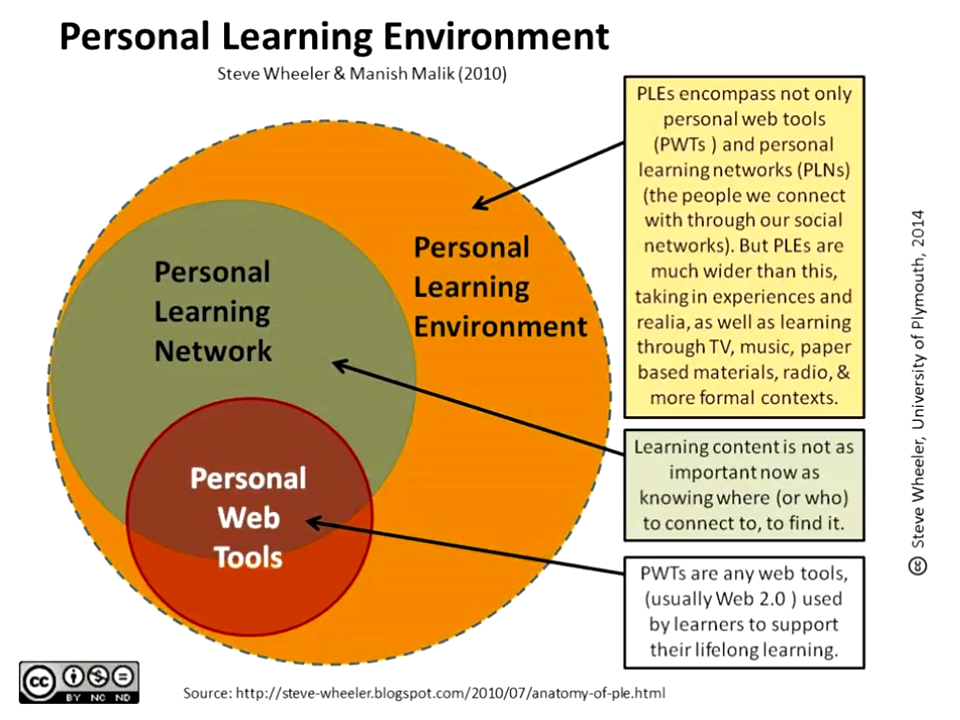 Personal Learning Environment
Steve Wheeler & Manish Malik (2010)
PLEs encompass not only
personal web tools
(PWTs ) and personal
learning networks (PLNs)
(the people we connect
with through our social
networks). But PLEs are
much wider than this,
taking in experiences and
realia, as well as learning
through TV, music, paper
based materials, radio, &
more formal contexts.
Personal
Learning
Environment
Personal
Learning
Network
Learning content is not as
important now as
knowing where (or who)
to connect to, to find it.
Personal
Web
Tools
PWTs are any web tools,
(usually Web 2.0 ) used
by learners to support
their lifelong learning.
cc Steve Wheeler, University of Plymouth, 2014
cc
BY NC ND
Source: http://steve-wheeler.blogspot.com/2010/07/anatomy-of-ple.html